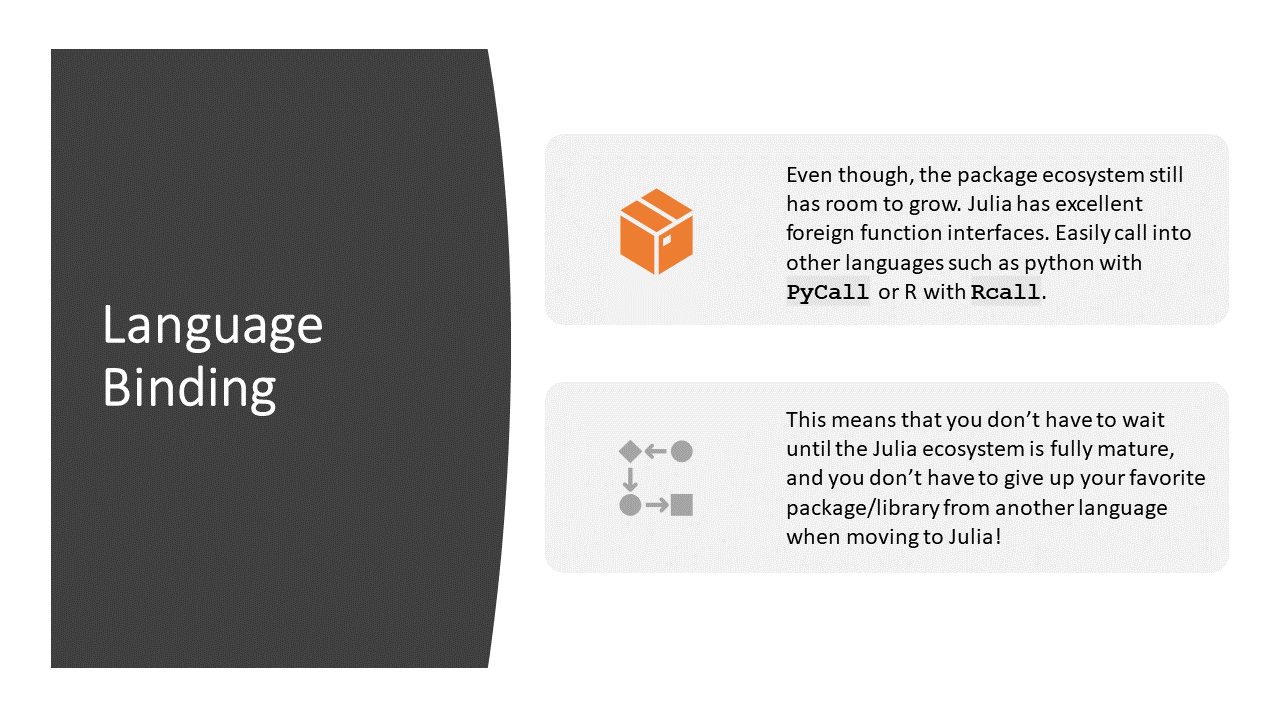 Language
Binding
Even though, the package ecosystem still
has room to grow. Julia has excellent
foreign function interfaces. Easily call into
other languages such as python with
PyCall or R with Rcall.
This means that you don’t have to wait
until the Julia ecosystem is fully mature,
and you don’t have to give up your favorite
package/library from another language
when moving to Julia!